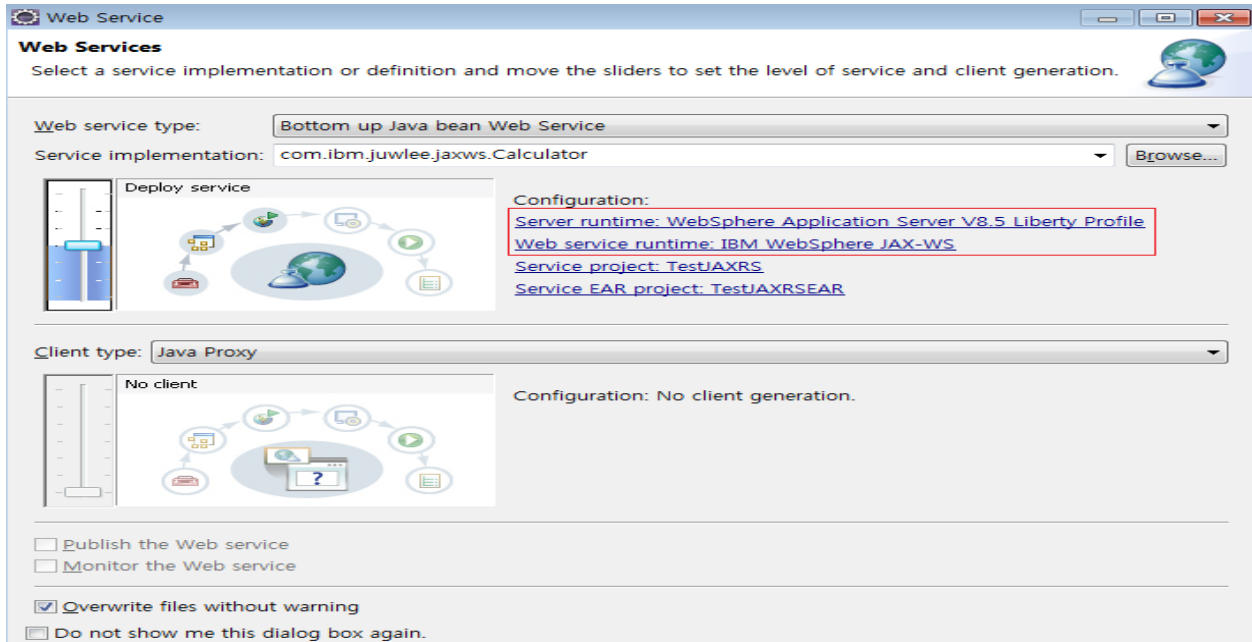 Web Service
Web Services
Select a service implementation or definition and move the sliders to set the level of service and client generation.
Web service type: Bottom up Java bean Web Service
Service implementation: com.ibm.juwlee.jaxws.Calculator Browse...
Deploy service
Configuration:
Server runtime: WebSphere Application Server V8.5 Liberty Profile
Web service runtime: IBM WebSphere JAX-WS
Service project: TestJAXRS
Service EAR project: TestJAXRSEAR
Client type: Java Proxy
No client
Configuration: No client generation.
?
Publish the Web service
Monitor the Web service
Overwrite files without warning
Do not show me this dialog box again.